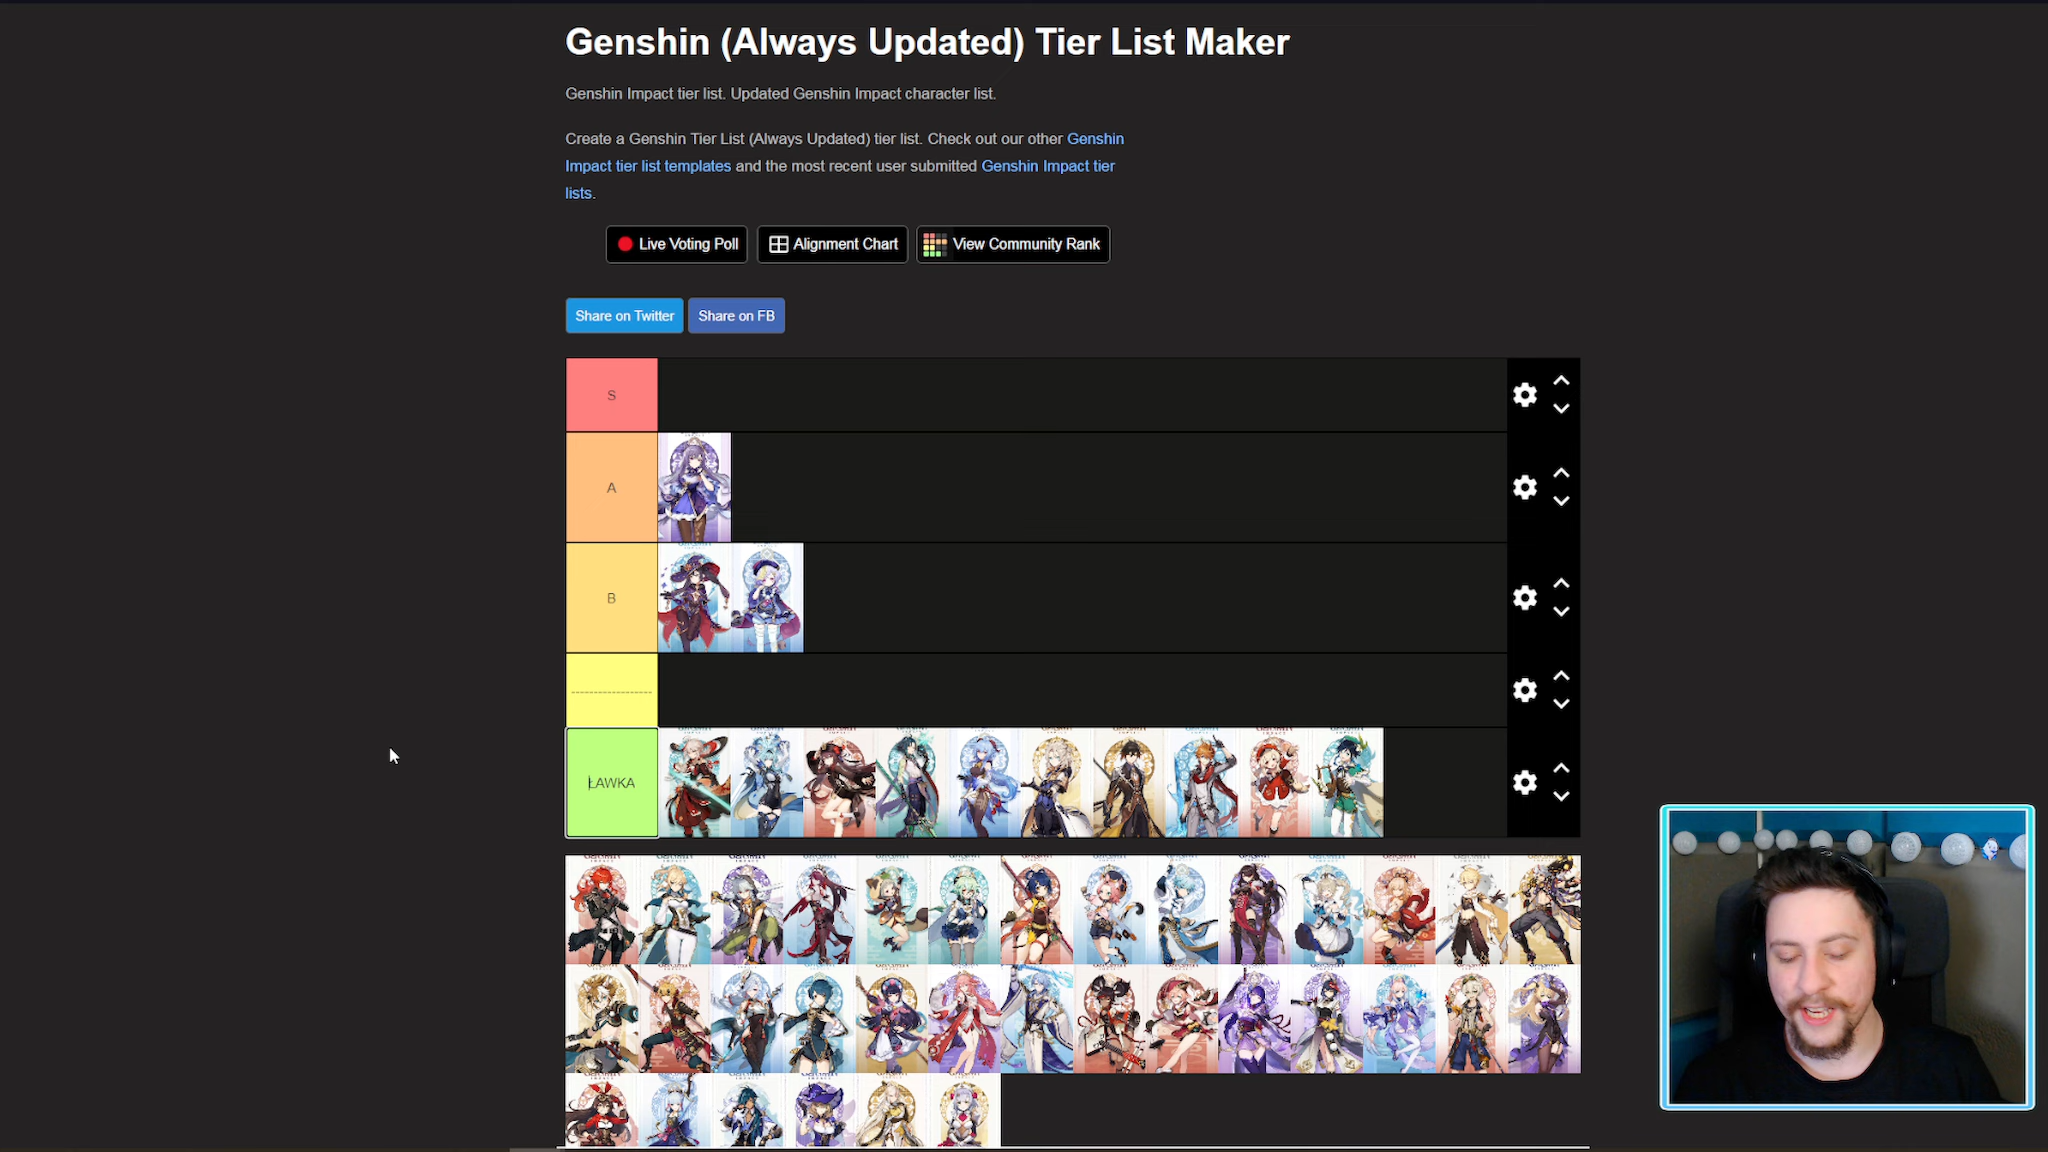 Genshin (Always Updated) Tier List Maker
Genshin Impact tier list. Updated Genshin Impact character list.
Create a Genshin Tier List (Always Updated) tier list. Check out our other Genshin
Impact tier list templates and the most recent user submitted Genshin Impact tier
lists.
Live Voting Poll
Alignment Chart
View Community Rank
Share on Twitter
Share on FB
S
A
B
------------------
ŁAWKA